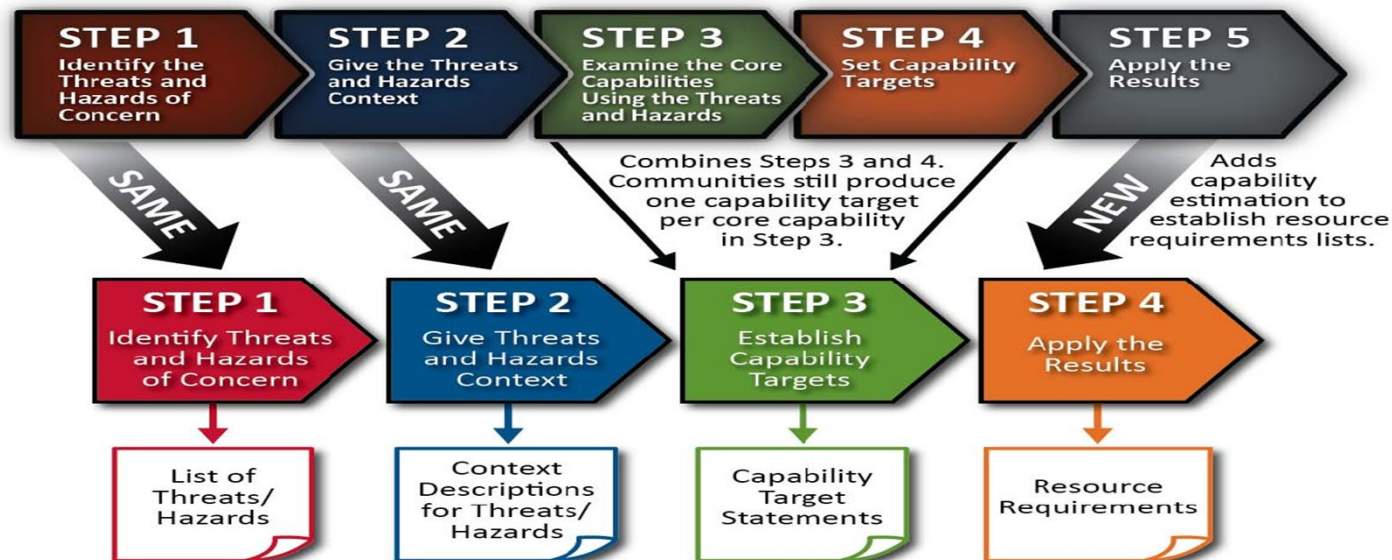 STEP 1
Identify the
Threats and
Hazards of
Concern
STEP 2
Give the Threats
and Hazards
Context
STEP 3
Examine the Core
Capabilities
Using the Threats
and Hazards
STEP 4
Set Capability
Targets
STEP 5
Apply the
Results
SAME
SAME
Combines Steps 3 and 4.
Communities still produce
one capability target
per core capability
in Step 3.
NEW
Adds
capability
estimation to
establish resource
requirements lists.
STEP 1
Identify Threats
and Hazards
of Concern
STEP 2
Give Threats
and Hazards
Context
STEP 3
Establish
Capability
Targets
STEP 4
Apply the
Results
List of
Threats/
Hazards
Context
Descriptions
for Threats/
Hazards
Capability
Target
Statements
Resource
Requirements